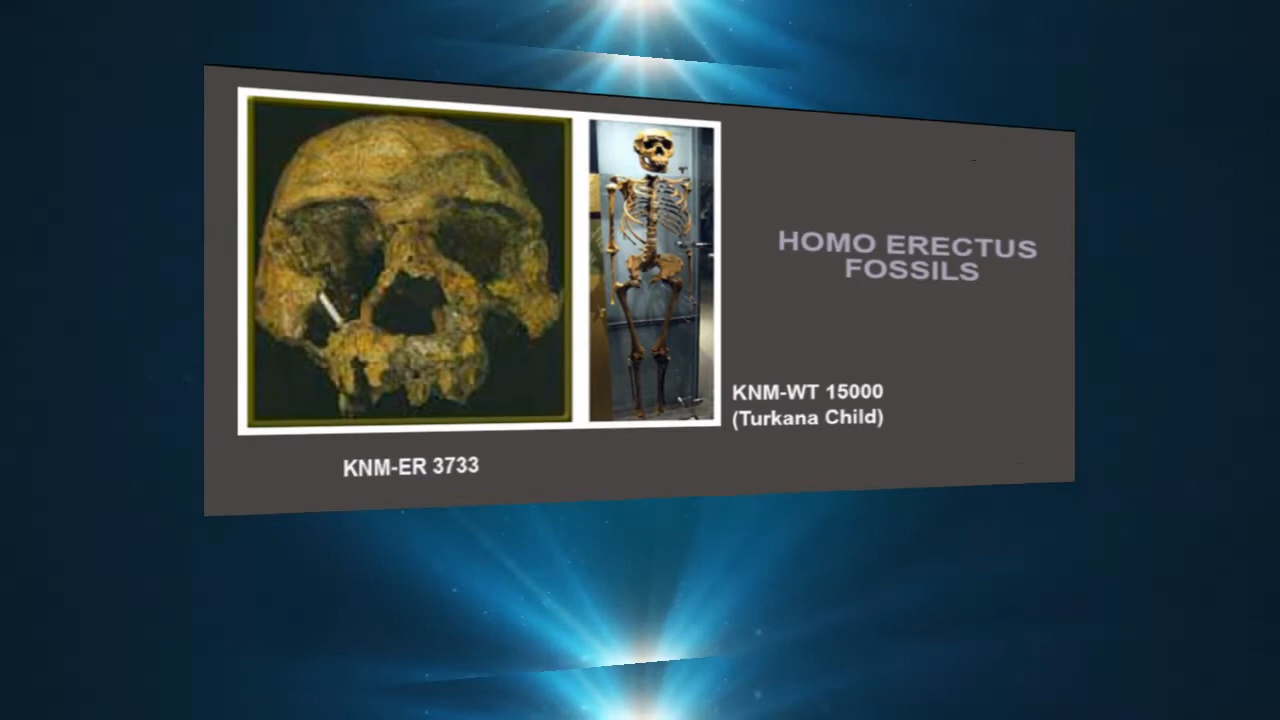 HOMO ERECTUS
FOSSILS
KNM-WT 15000
(Turkana Child)
KNM-ER 3733